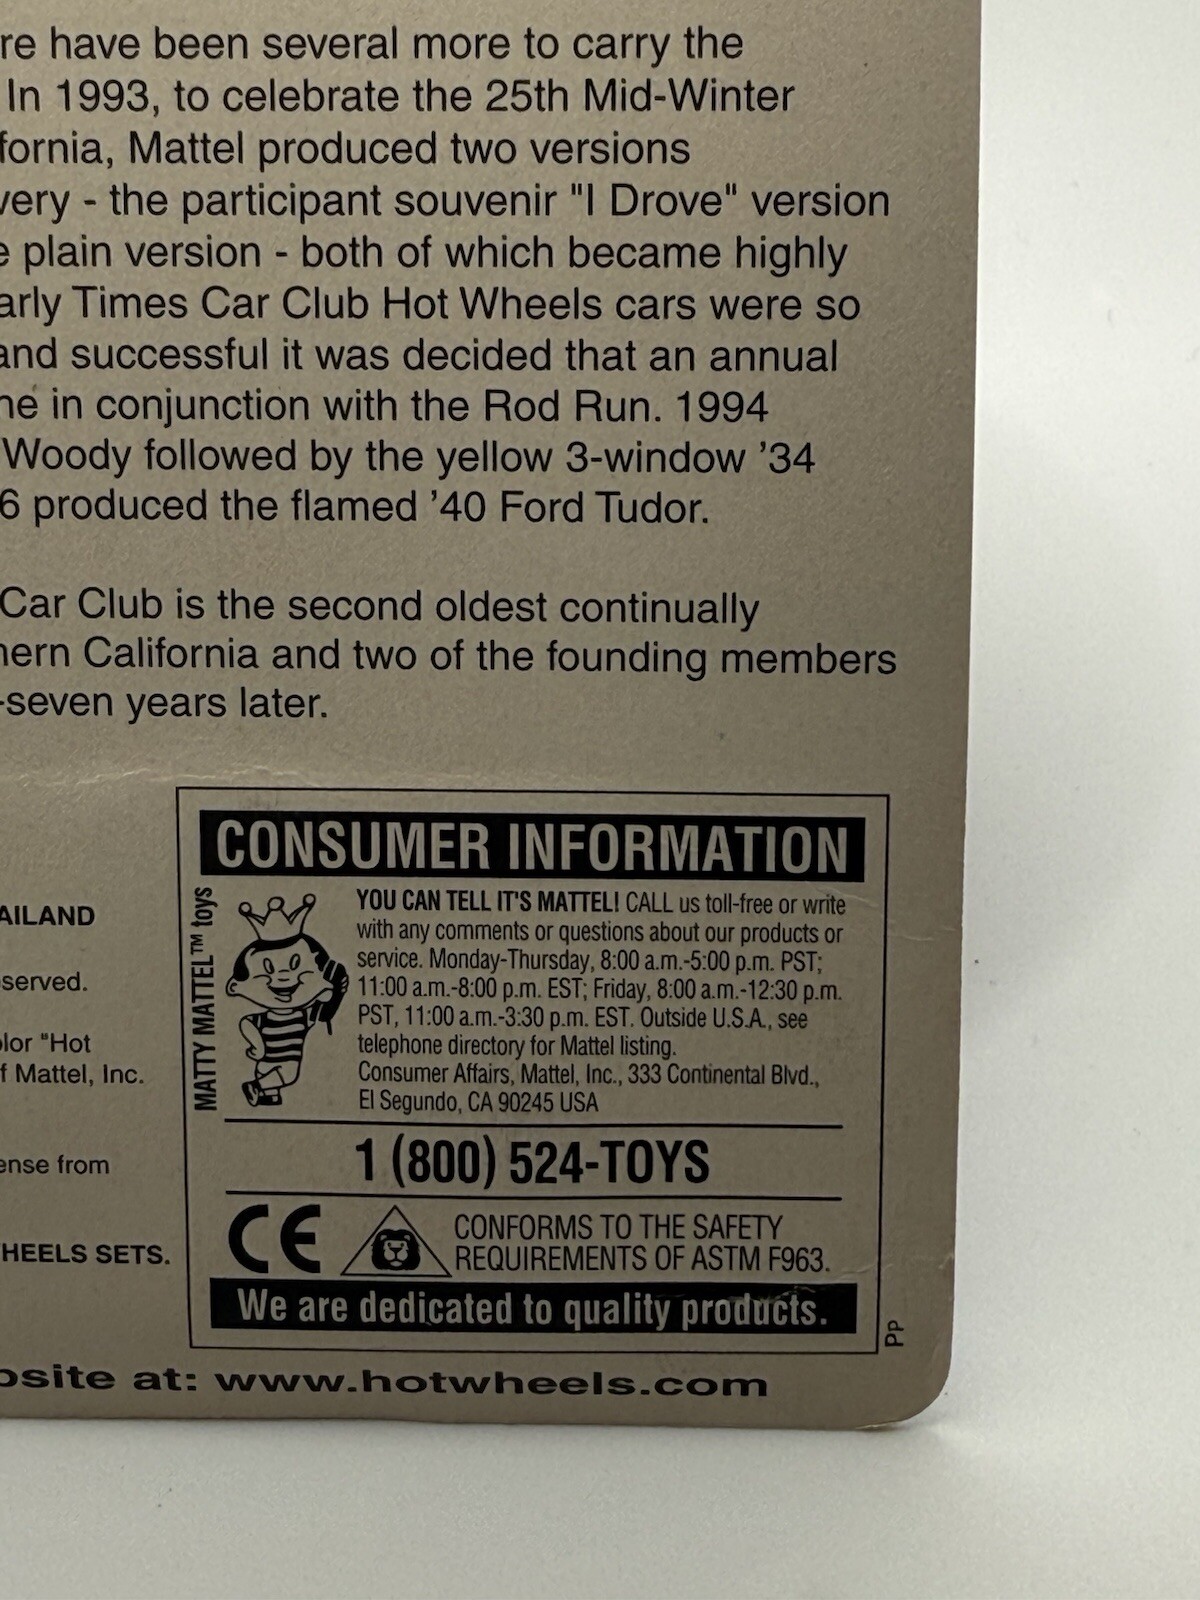 re have been several more to carry the
In 1993, to celebrate the 25th Mid-Winter
fornia, Mattel produced two versions
very - the participant souvenir "I Drove" version
e plain version - both of which became highly
arly Times Car Club Hot Wheels cars were so
and successful it was decided that an annual
ne in conjunction with the Rod Run. 1994
Woody followed by the yellow 3-window '34
6 produced the flamed '40 Ford Tudor.
Car Club is the second oldest continually
hern California and two of the founding members
-seven years later.
AILAND
served.
lor "Hot
f Mattel, Inc.
ense from
HEELS SETS.
CONSUMER INFORMATION
MATTY MATTEL™ toys
YOU CAN TELL IT'S MATTEL! CALL us toll-free or write
with any comments or questions about our products or
service. Monday-Thursday, 8:00 a.m.-5:00 p.m. PST;
11:00 a.m.-8:00 p.m. EST; Friday, 8:00 a.m.-12:30 p.m.
PST, 11:00 a.m.-3:30 p.m. EST. Outside U.S.A., see
telephone directory for Mattel listing.
Consumer Affairs, Mattel, Inc., 333 Continental Blvd.,
El Segundo, CA 90245 USA
1 (800) 524-TOYS
CE
CONFORMS TO THE SAFETY
REQUIREMENTS OF ASTM F963.
We are dedicated to quality products.
PP
bsite at: www.hotwheels.com